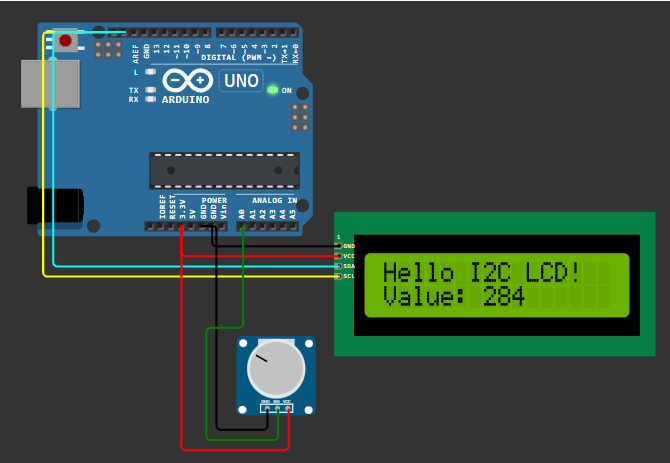 AREF
GND
13
12
~11
~10
~9
8
7
~6
~5
4
~3
2
TX→1
RX←0
DIGITAL (PWM ~)
L
TX
RX
UNO
ON
ARDUINO
IOREF
RESET
3.3V
5V
GND
GND
Vin
POWER
ANALOG IN
A0
A1
A2
A3
A4
A5
1
GND
VCC
SDA
SCL
Hello I2C LCD!
Value: 284
GND SIG VCC